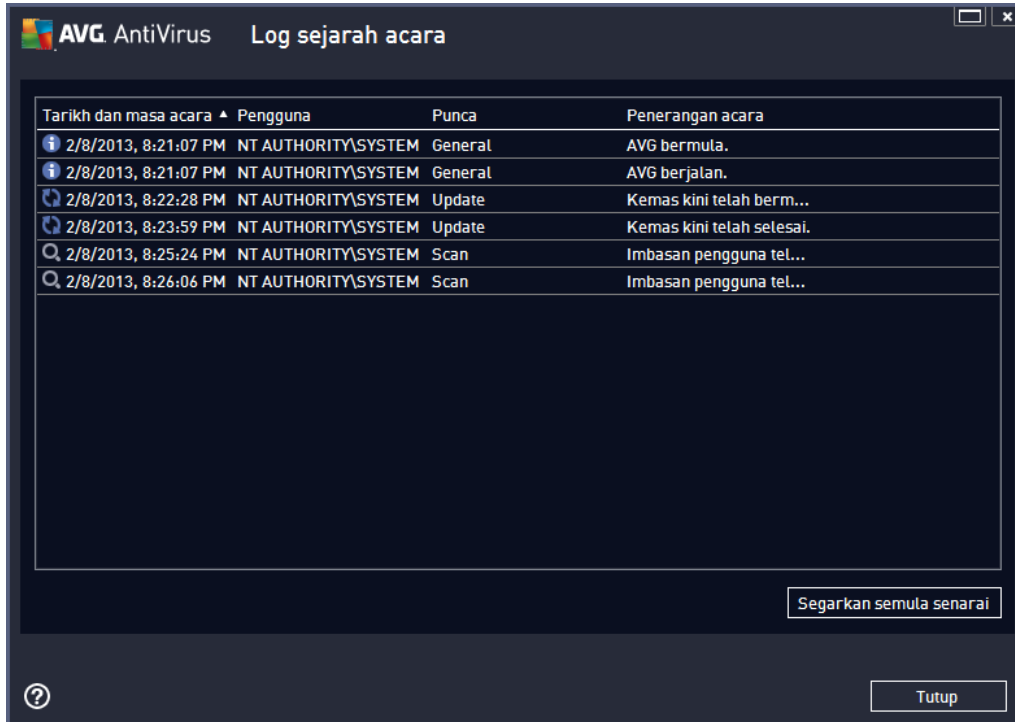 AVG AntiVirus Log sejarah acara
Tarikh dan masa acara Pengguna Punca Penerangan acara
2/8/2013, 8:21:07 PM NT AUTHORITY\SYSTEM General AVG bermula.
2/8/2013, 8:21:07 PM NT AUTHORITY\SYSTEM General AVG berjalan.
2/8/2013, 8:22:28 PM NT AUTHORITY\SYSTEM Update Kemas kini telah berm...
2/8/2013, 8:23:59 PM NT AUTHORITY\SYSTEM Update Kemas kini telah selesai.
2/8/2013, 8:25:24 PM NT AUTHORITY\SYSTEM Scan Imbasan pengguna tel...
2/8/2013, 8:26:06 PM NT AUTHORITY\SYSTEM Scan Imbasan pengguna tel...
Segarkan semula senarai
Tutup